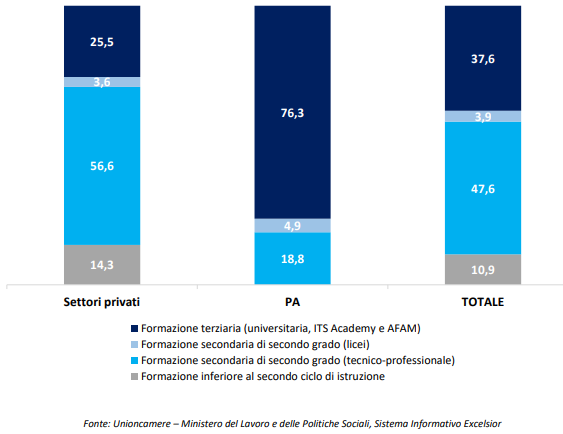 25,5
37,6
3,6
76,3
3,9
56,6
47,6
4,9
18,8
14,3
10,9
Settori privati
PA
TOTALE
Formazione terziaria (universitaria, ITS Academy e AFAM)
Formazione secondaria di secondo grado (licei)
Formazione secondaria di secondo grado (tecnico-professionale)
Formazione inferiore al secondo ciclo di istruzione
Fonte: Unioncamere – Ministero del Lavoro e delle Politiche Sociali, Sistema Informativo Excelsior